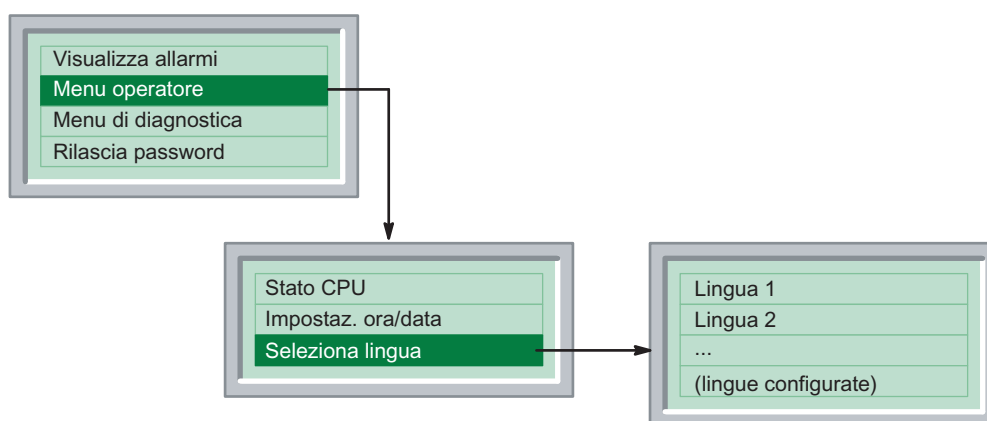 Visualizza allarmi
Menu operatore
Menu di diagnostica
Rilascia password
Stato CPU
Impostaz. ora/data
Seleziona lingua
Lingua 1
Lingua 2
...
(lingue configurate)